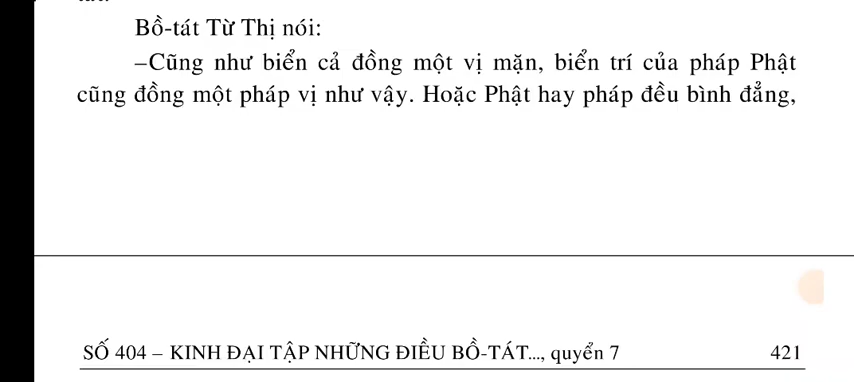 Bồ-tát Từ Thị nói:
–Cũng như biển cả đồng một vị mặn, biển trí của pháp Phật
cũng đồng một pháp vị như vậy. Hoặc Phật hay pháp đều bình đẳng,
SỐ 404 – KINH ĐẠI TẬP NHỮNG ĐIỀU BỒ-TÁT..., quyển 7 421